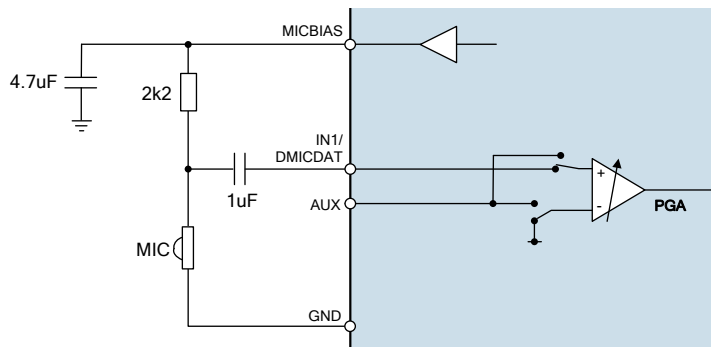 MICBIAS
4.7uF
2k2
IN1/
DMICDAT
1uF
AUX
+
-
PGA
MIC
GND